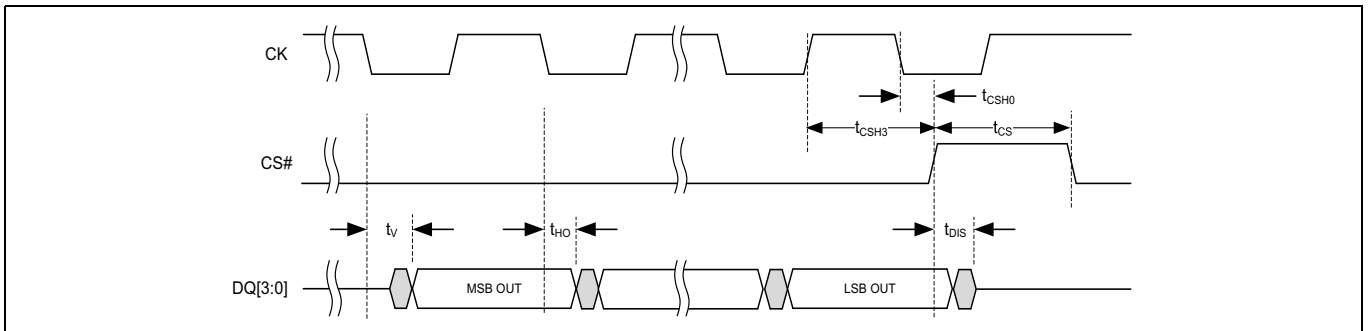 CK
tCSH0
tCSH3
tCS
CS#
tV
tHO
tDIS
DQ[3:0]
MSB OUT
LSB OUT